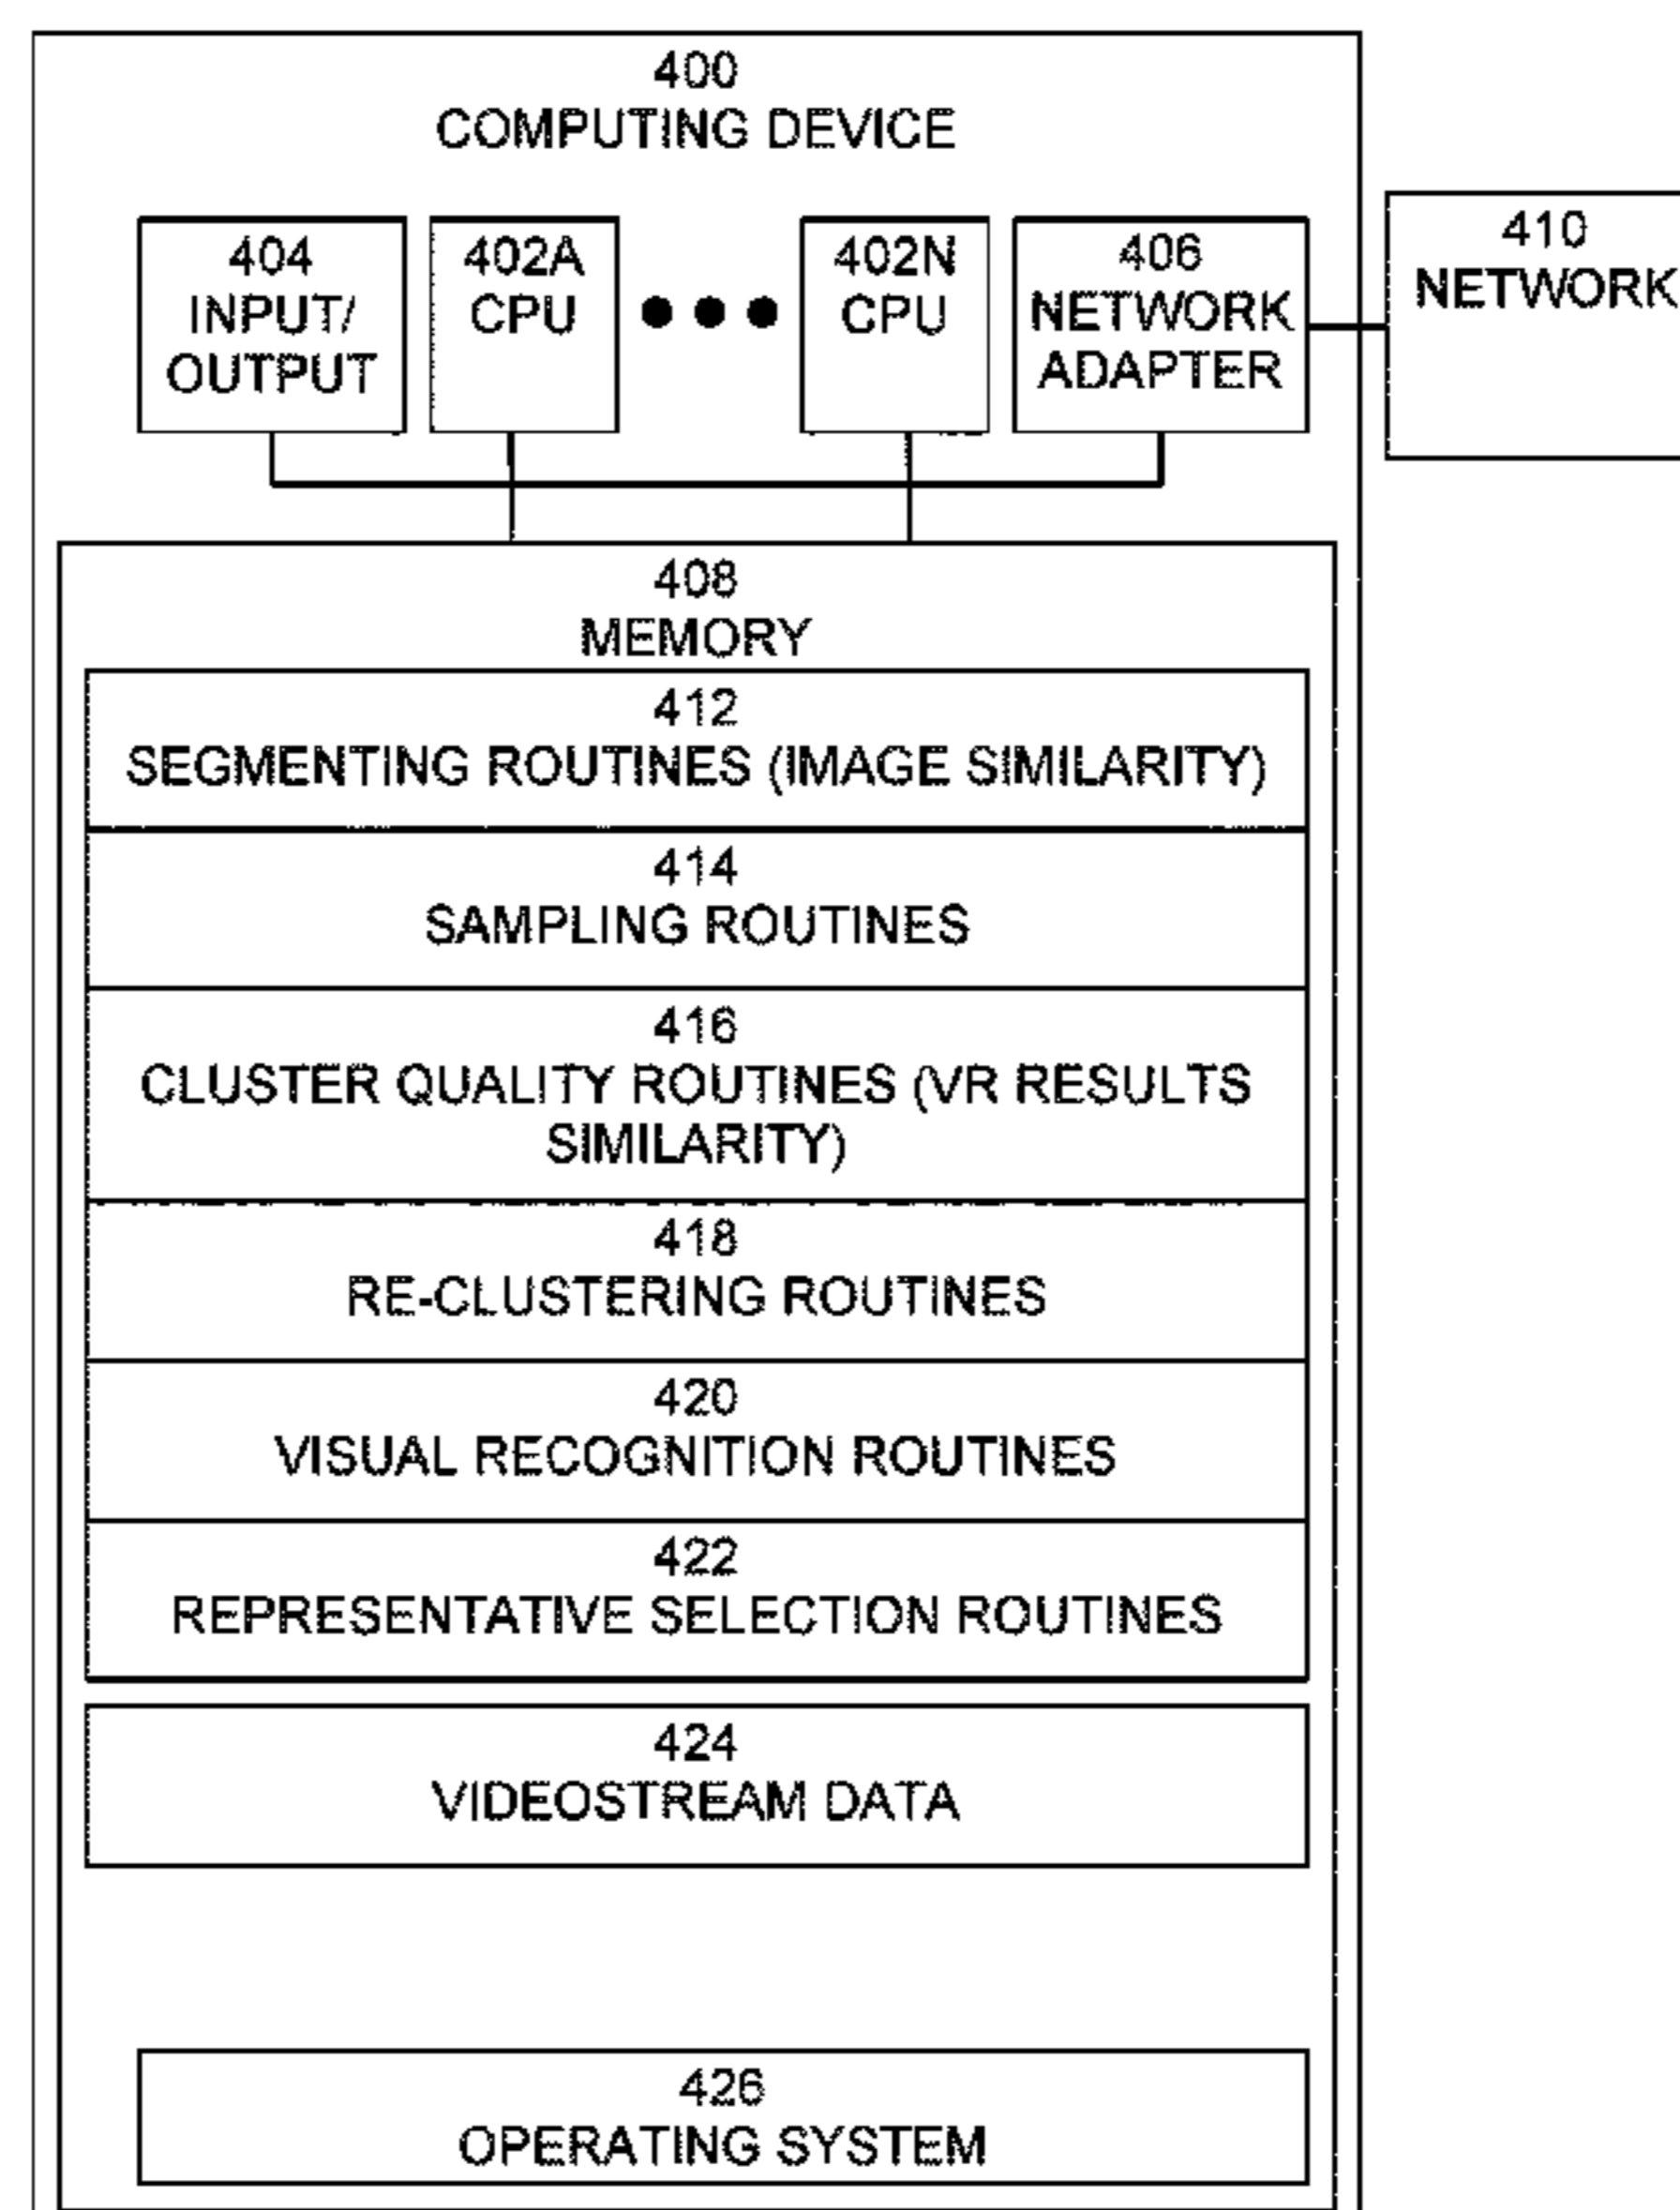 400
COMPUTING DEVICE
404
INPUT/
OUTPUT
402A
CPU
402N
CPU
406
NETWORK
ADAPTER
410
NETWORK
408
MEMORY
412
SEGMENTING ROUTINES (IMAGE SIMILARITY)
414
SAMPLING ROUTINES
416
CLUSTER QUALITY ROUTINES (VR RESULTS
SIMILARITY)
418
RE-CLUSTERING ROUTINES
420
VISUAL RECOGNITION ROUTINES
422
REPRESENTATIVE SELECTION ROUTINES
424
VIDEOSTREAM DATA
426
OPERATING SYSTEM